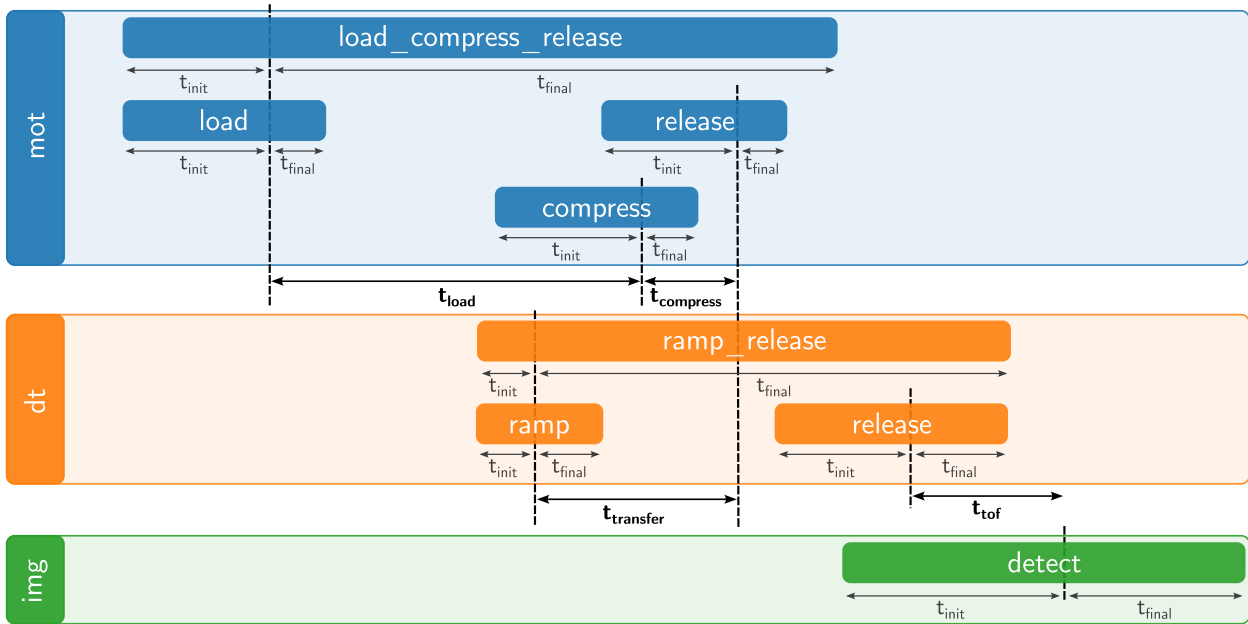 mot
load_compress_release
t_init
t_final
load
release
t_init
t_final
t_init
t_final
compress
t_init
t_final
t_load
t_compress
dt
ramp_release
t_init
t_final
ramp
release
t_init
t_final
t_init
t_final
t_transfer
t_tof
img
detect
t_init
t_final